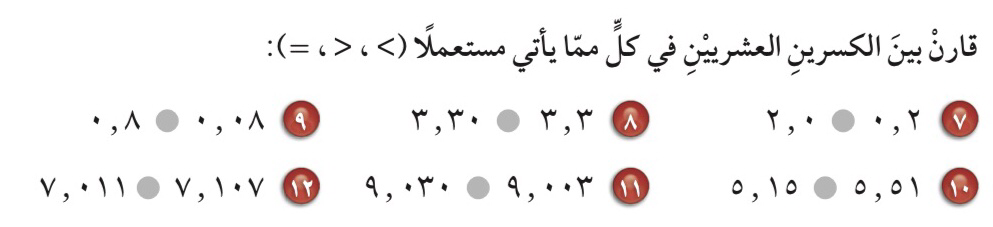 قارنْ بينَ الكسرينِ العشرييْنِ في كلٍّ ممّا يأتي مستعملًا (> ، < ، =):
٧ ٠,٢ ● ٢,٠ ٨ ٣,٣ ● ٣,٣٠ ٩ ٠,٠٨ ● ٠,٨
١٠ ٥,٥١ ● ٥,١٥ ١١ ٩,٠٠٣ ● ٩,٠٣٠ ١٢ ٧,١٠٧ ● ٧,٠١١